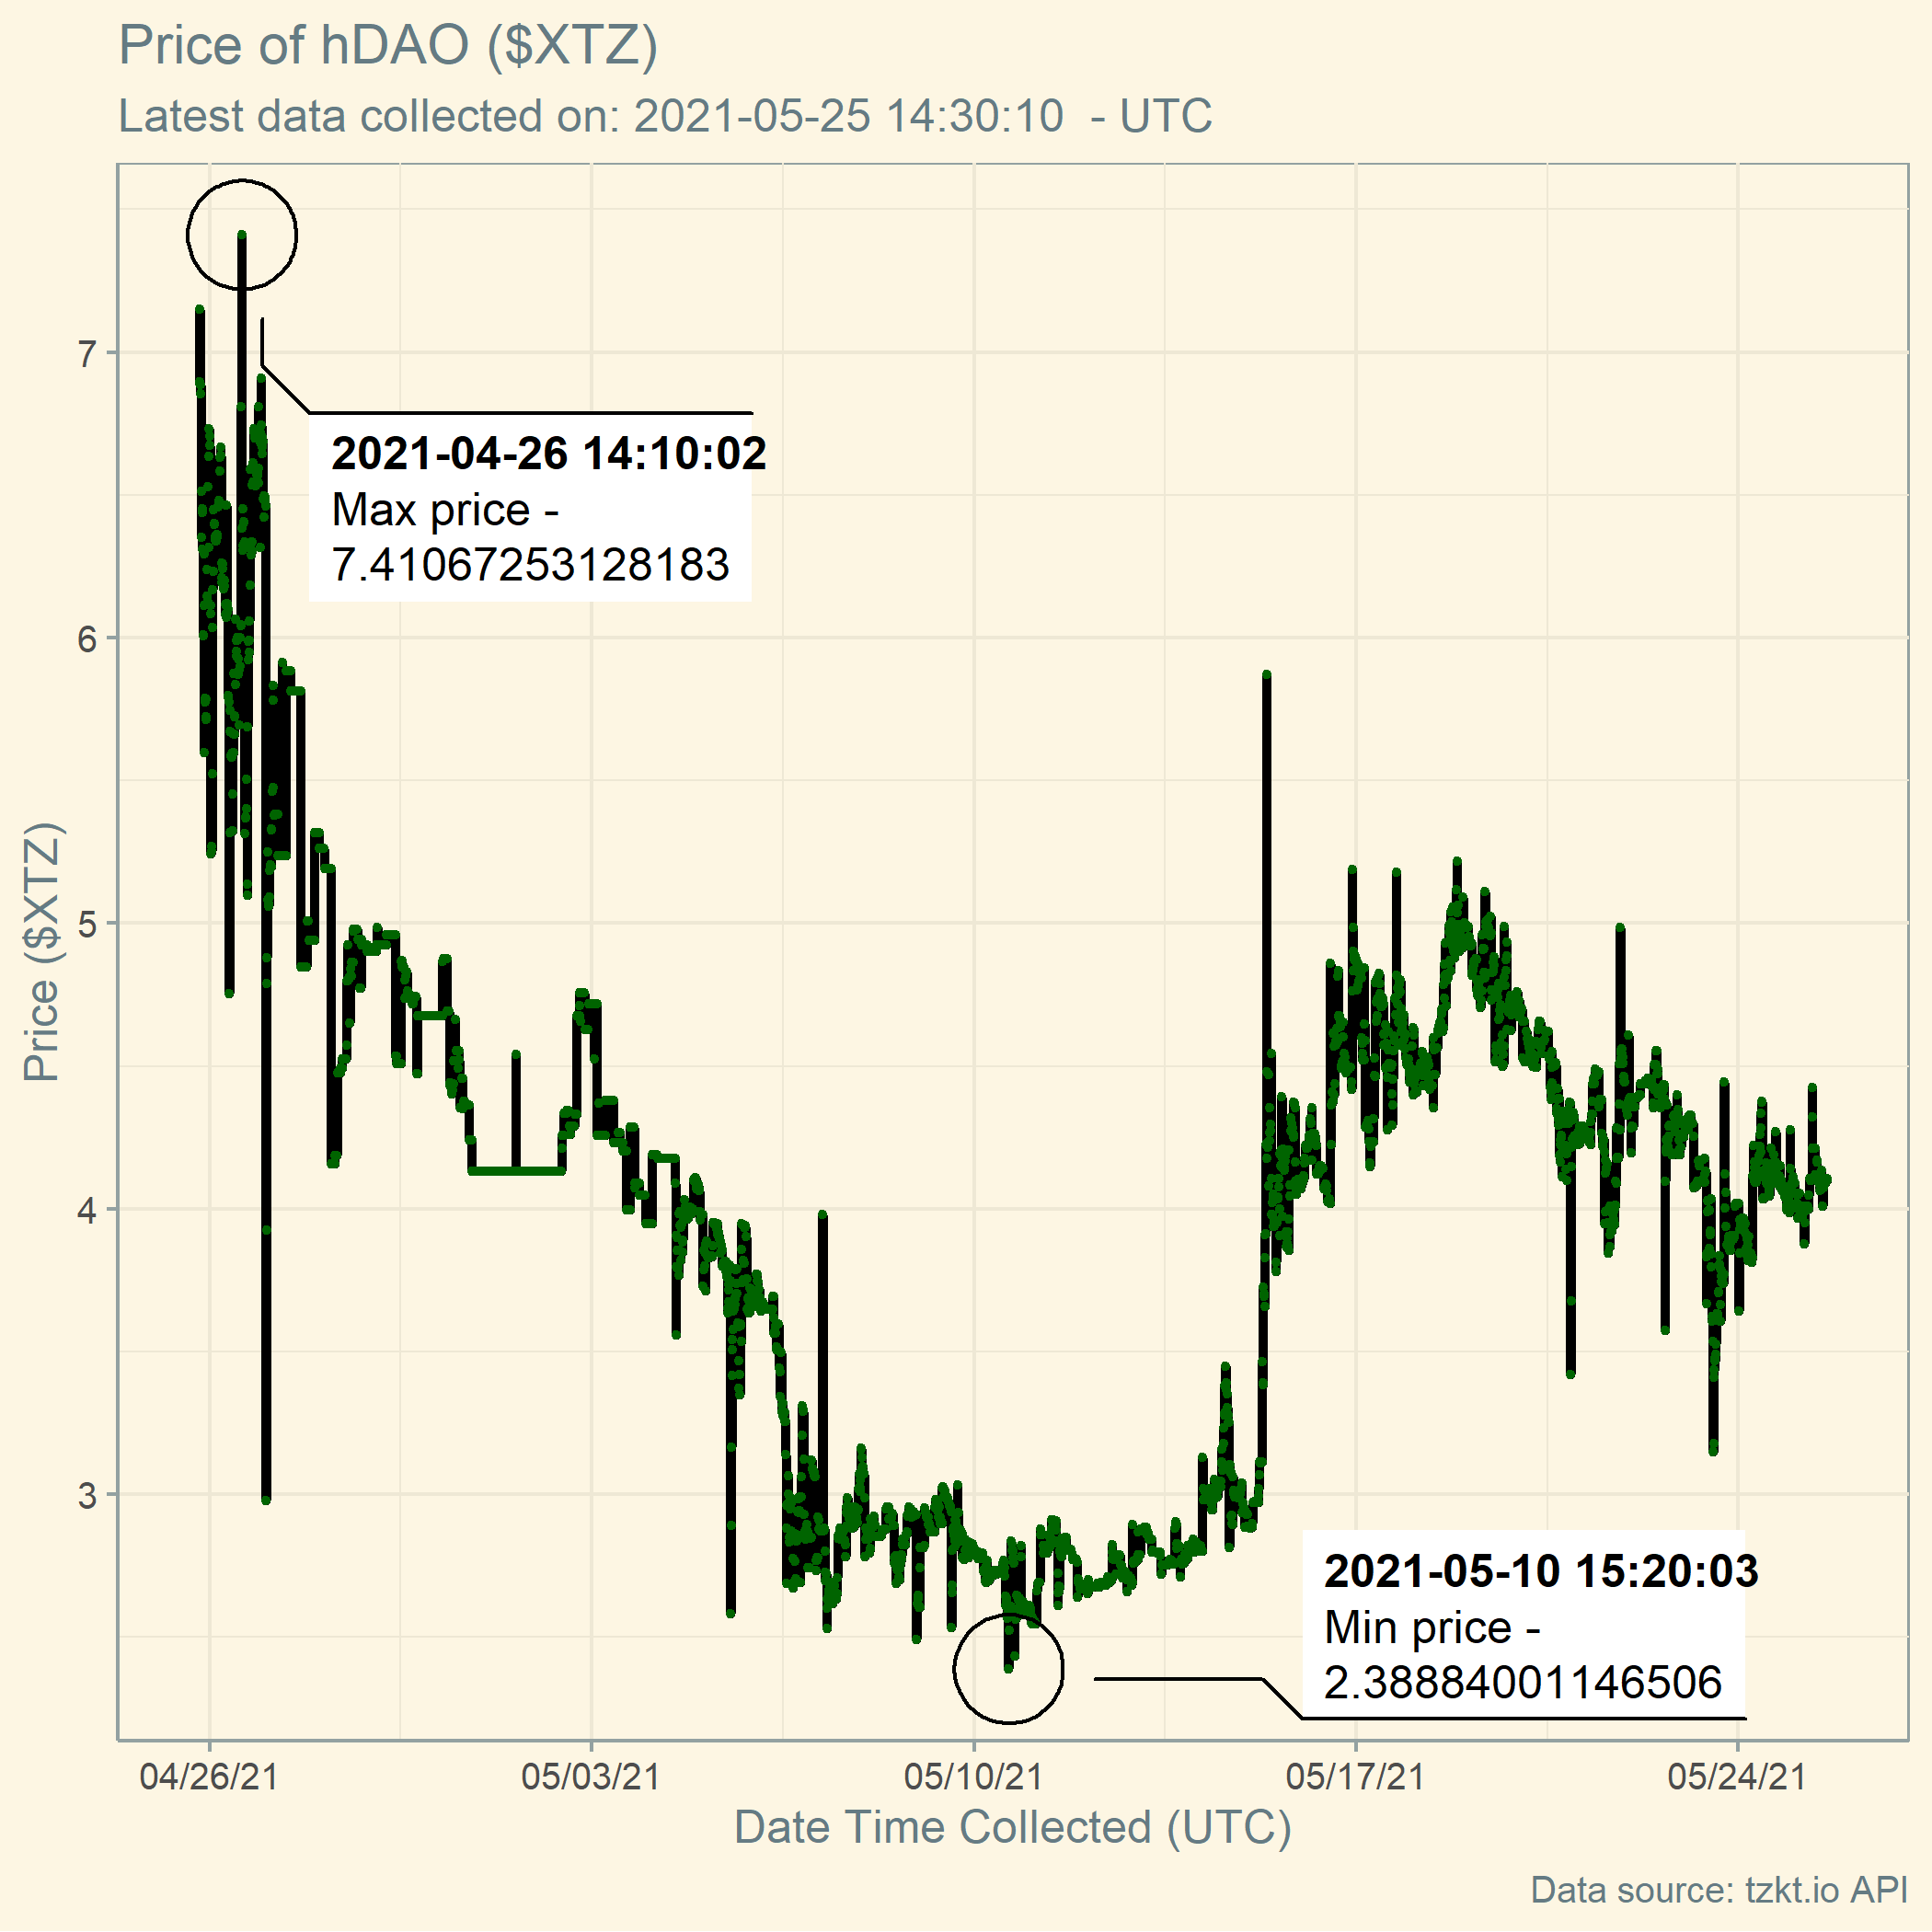 Price of hDAO ($XTZ)
Latest data collected on: 2021-05-25 14:30:10  - UTC
Price ($XTZ)
7
6
5
4
3
2021-04-26 14:10:02
Max price -
7.41067253128183
2021-05-10 15:20:03
Min price -
2.38884001146506
04/26/21
05/03/21
05/10/21
05/17/21
05/24/21
Date Time Collected (UTC)
Data source: tzkt.io API